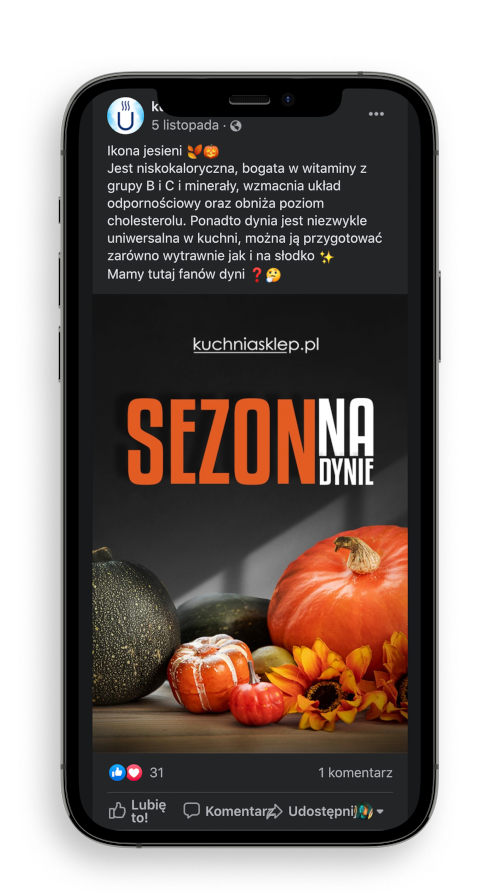 5 listopada
Ikona jesieni
Jest niskokaloryczna, bogata w witaminy z
grupy B i C i minerały, wzmacnia układ
odpornościowy oraz obniża poziom
cholesterolu. Ponadto dynia jest niezwykle
uniwersalna w kuchni, można ją przygotować
zarówno wytrawnie jak i na słodko ✨
Mamy tutaj fanów dyni ❓🤔
kuchniasklep.pl
SEZON NA
DYNIE
31 1 komentarz
Lubię
to!
Komentarz Udostępnij